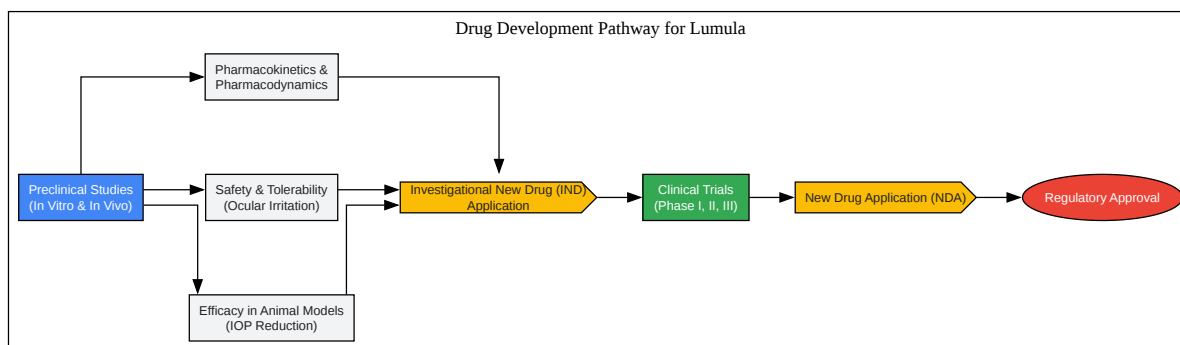 Drug Development Pathway for Lumula
Pharmacokinetics &
Pharmacodynamics
Preclinical Studies
(In Vitro & In Vivo)
Safety & Tolerability
(Ocular Irritation)
Efficacy in Animal Models
(IOP Reduction)
Investigational New Drug (IND)
Application
Clinical Trials
(Phase I, II, III)
New Drug Application (NDA)
Regulatory Approval